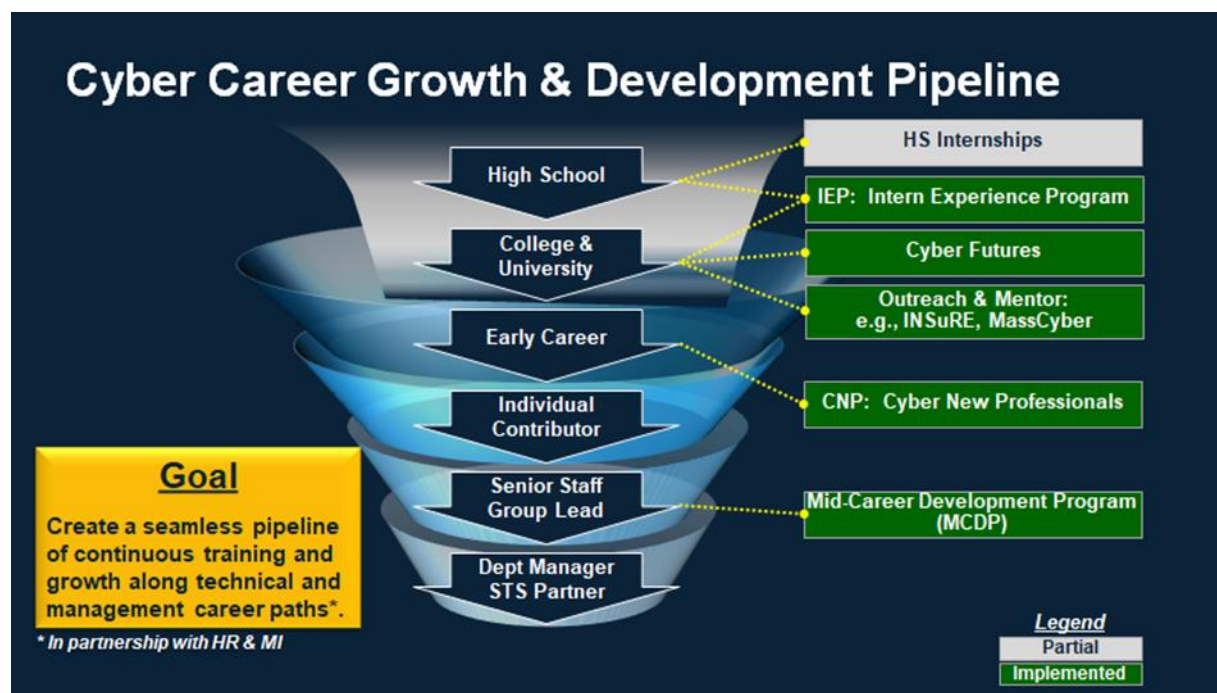 Cyber Career Growth & Development Pipeline
High School
College &
University
Early Career
Individual
Contributor
Senior Staff
Group Lead
Dept Manager
STS Partner
HS Internships
IEP: Intern Experience Program
Cyber Futures
Outreach & Mentor:
e.g., INSuRE, MassCyber
CNP: Cyber New Professionals
Mid-Career Development Program
(MCDP)
Goal
Create a seamless pipeline
of continuous training and
growth along technical and
management career paths*.
* In partnership with HR & MI
Legend
Partial
Implemented